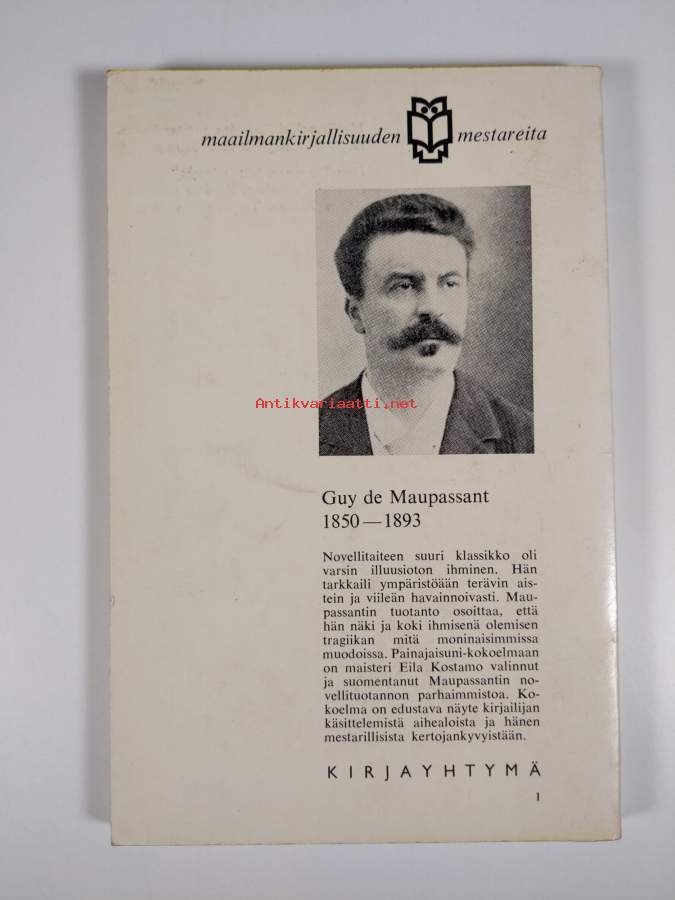 maailmankirjallisuuden mestareita
Antikvariaatti.net
Guy de Maupassant
1850—1893
Novellitaiteen suuri klassikko oli
varsin illuusioton ihminen. Hän
tarkkaili ympäristöään terävin ais-
tein ja viileän havainnoivasti. Mau-
passantin tuotanto osoittaa, että
hän näki ja koki ihmisenä olemisen
tragiikan mitä moninaisimmissa
muodoissa. Painajaisuni-kokoelmaan
on maisteri Eila Kostamo valinnut
ja suomentanut Maupassantin no-
vellituotannon parhaimmistoa. Ko-
koelma on edustava näyte kirjailijan
käsittelemistä aihealoista ja hänen
mestarillisista kertojankyvyistään.
KIRJAYHTYMÄ
1